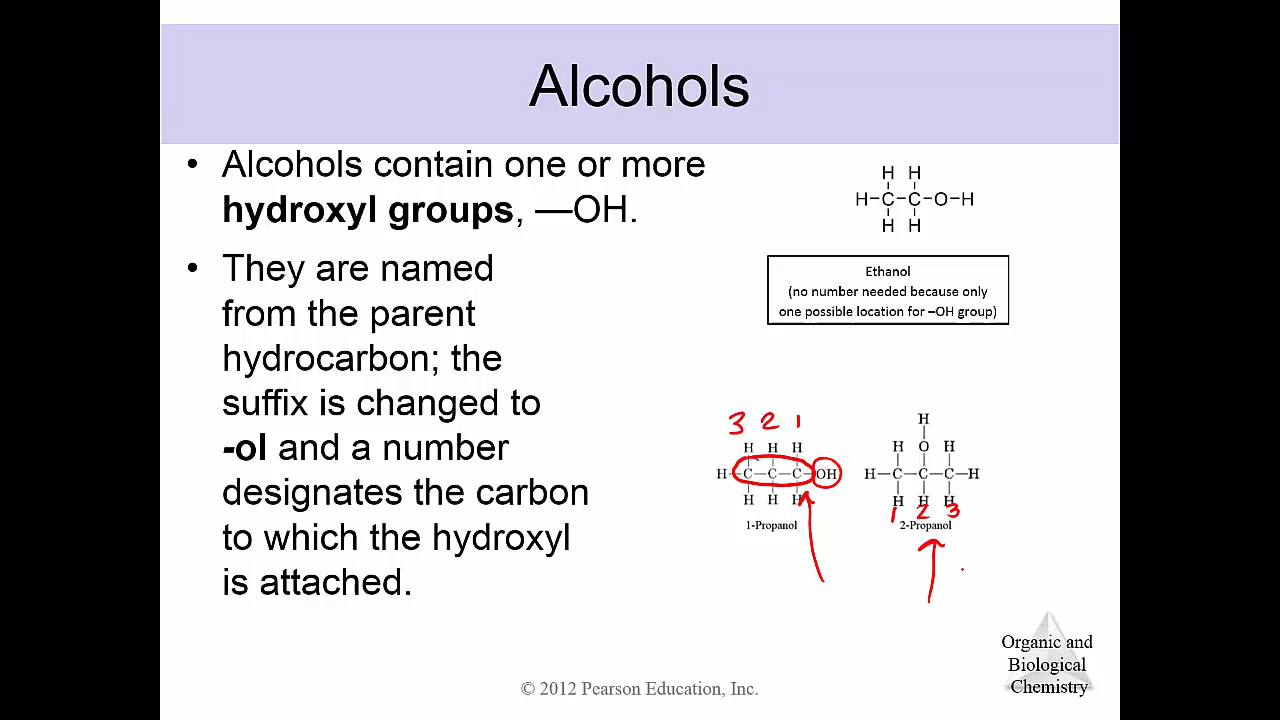 Alcohols
• Alcohols contain one or more
hydroxyl groups, —OH.
• They are named
from the parent
hydrocarbon; the
suffix is changed to
-ol and a number
designates the carbon
to which the hydroxyl
is attached.
H H
H-C-C-O-H
H H
Ethanol
(no number needed because only
one possible location for –OH group)
3 2 1
H H H
H-C-C-C-OH
H H H
1-Propanol
H
H O H
H-C-C-C-H
H H H
1 2 3
2-Propanol
Organic and
Biological
Chemistry
© 2012 Pearson Education, Inc.